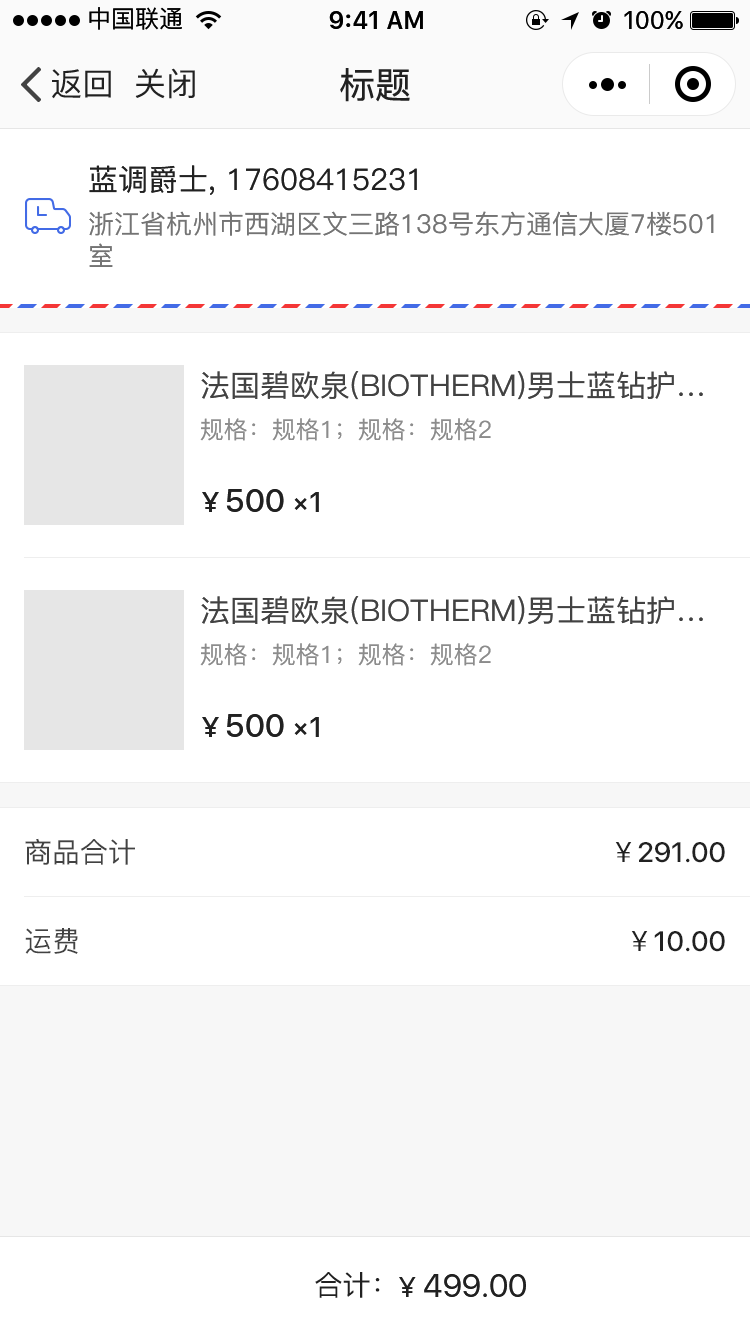 中国联通 9:41 AM 100%
返回 关闭 标题
蓝调爵士, 17608415231
浙江省杭州市西湖区文三路138号东方通信大厦7楼501
室
法国碧欧泉(BIOTHERM)男士蓝钻护...
规格：规格1；规格：规格2
¥ 500 ×1
法国碧欧泉(BIOTHERM)男士蓝钻护...
规格：规格1；规格：规格2
¥ 500 ×1
商品合计 ¥ 291.00
运费 ¥ 10.00
合计：¥ 499.00